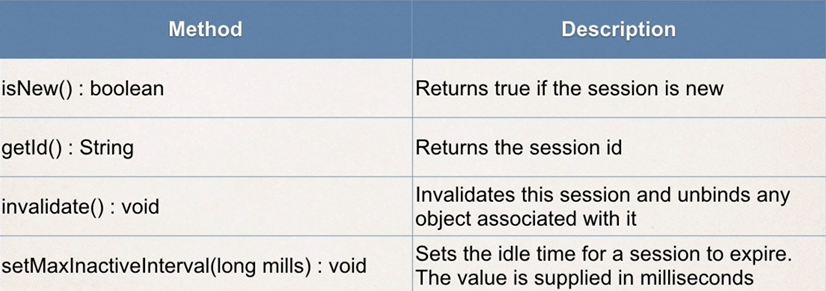 Method Description
isNew() : boolean Returns true if the session is new
getId() : String Returns the session id
invalidate() : void Invalidates this session and unbinds any
object associated with it
setMaxInactiveInterval(long mills) : void Sets the idle time for a session to expire.
The value is supplied in milliseconds